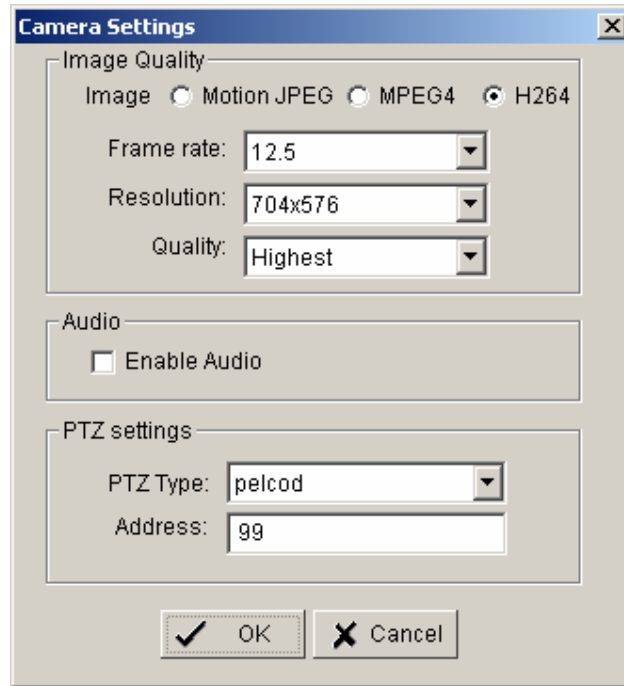 Camera Settings
Image Quality
Image Motion JPEG MPEG4 H264
Frame rate: 12.5
Resolution: 704x576
Quality: Highest
Audio
Enable Audio
PTZ settings
PTZ Type: pelcod
Address: 99
OK Cancel